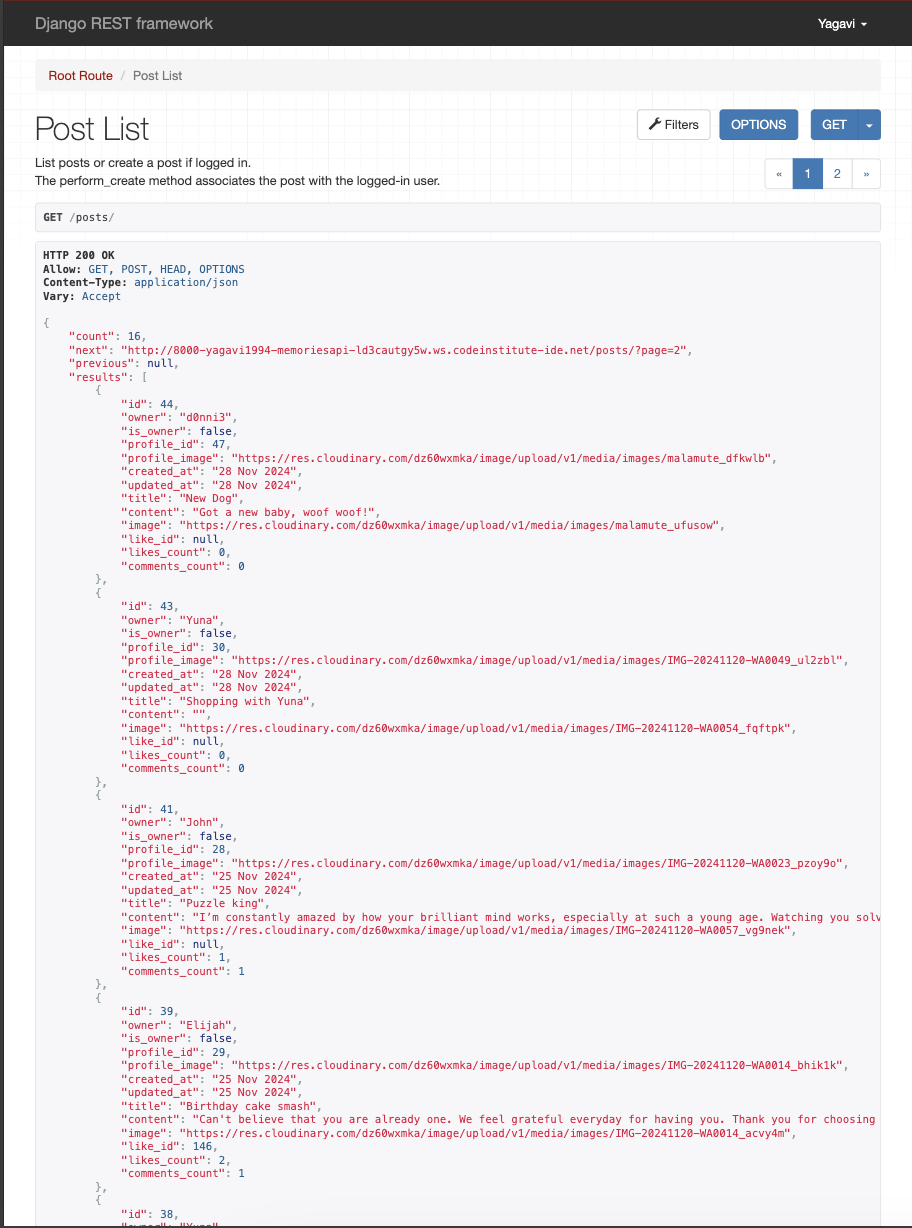 Django REST framework
Yagavi
Root Route / Post List
Post List
Filters
OPTIONS
GET
List posts or create a post if logged in.
The perform_create method associates the post with the logged-in user.
« 1 2 »
GET /posts/
HTTP 200 OK
Allow: GET, POST, HEAD, OPTIONS
Content-Type: application/json
Vary: Accept
{
"count": 16,
"next": "http://8000-yagavi1994-memoriesapi-ld3cautgy5w.ws.codeinstitute-ide.net/posts/?page=2",
"previous": null,
"results": [
{
"id": 44,
"owner": "d0nni3",
"is_owner": false,
"profile_id": 47,
"profile_image": "https://res.cloudinary.com/dz60wxmka/image/upload/v1/media/images/malamute_dfkwlb",
"created_at": "28 Nov 2024",
"updated_at": "28 Nov 2024",
"title": "New Dog",
"content": "Got a new baby, woof woof!",
"image": "https://res.cloudinary.com/dz60wxmka/image/upload/v1/media/images/malamute_ufusow",
"like_id": null,
"likes_count": 0,
"comments_count": 0
},
{
"id": 43,
"owner": "Yuna",
"is_owner": false,
"profile_id": 30,
"profile_image": "https://res.cloudinary.com/dz60wxmka/image/upload/v1/media/images/IMG-20241120-WA0049_ul2zbl",
"created_at": "28 Nov 2024",
"updated_at": "28 Nov 2024",
"title": "Shopping with Yuna",
"content": "",
"image": "https://res.cloudinary.com/dz60wxmka/image/upload/v1/media/images/IMG-20241120-WA0054_fqftpk",
"like_id": null,
"likes_count": 0,
"comments_count": 0
},
{
"id": 41,
"owner": "John",
"is_owner": false,
"profile_id": 28,
"profile_image": "https://res.cloudinary.com/dz60wxmka/image/upload/v1/media/images/IMG-20241120-WA0023_pzoy9o",
"created_at": "25 Nov 2024",
"updated_at": "25 Nov 2024",
"title": "Puzzle king",
"content": "I’m constantly amazed by how your brilliant mind works, especially at such a young age. Watching you solv
"image": "https://res.cloudinary.com/dz60wxmka/image/upload/v1/media/images/IMG-20241120-WA0057_vg9nek",
"like_id": null,
"likes_count": 1,
"comments_count": 1
},
{
"id": 39,
"owner": "Elijah",
"is_owner": false,
"profile_id": 29,
"profile_image": "https://res.cloudinary.com/dz60wxmka/image/upload/v1/media/images/IMG-20241120-WA0014_bhik1k",
"created_at": "25 Nov 2024",
"updated_at": "25 Nov 2024",
"title": "Birthday cake smash",
"content": "Can't believe that you are already one. We feel grateful everyday for having you. Thank you for choosing
"image": "https://res.cloudinary.com/dz60wxmka/image/upload/v1/media/images/IMG-20241120-WA0014_acvy4m",
"like_id": 146,
"likes_count": 2,
"comments_count": 1
},
{
"id": 38,